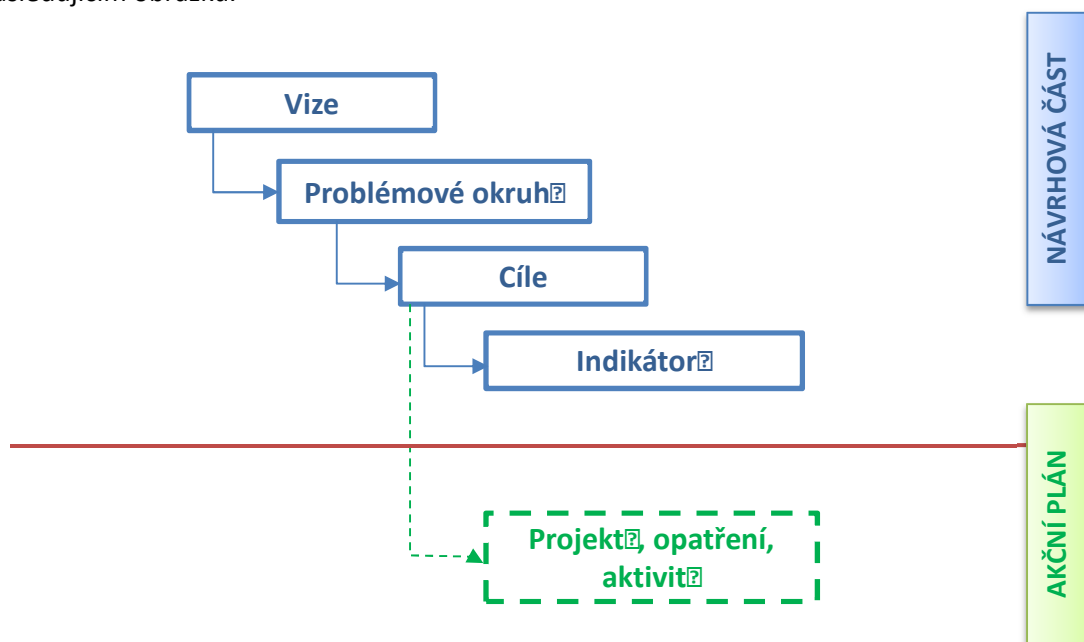 Vize
NÁVRHOVÁ ČÁST
Problémové okruh⍰
Cíle
Indikátor⍰
AKČNÍ PLÁN
Projekt⍰, opatření,
aktivit⍰